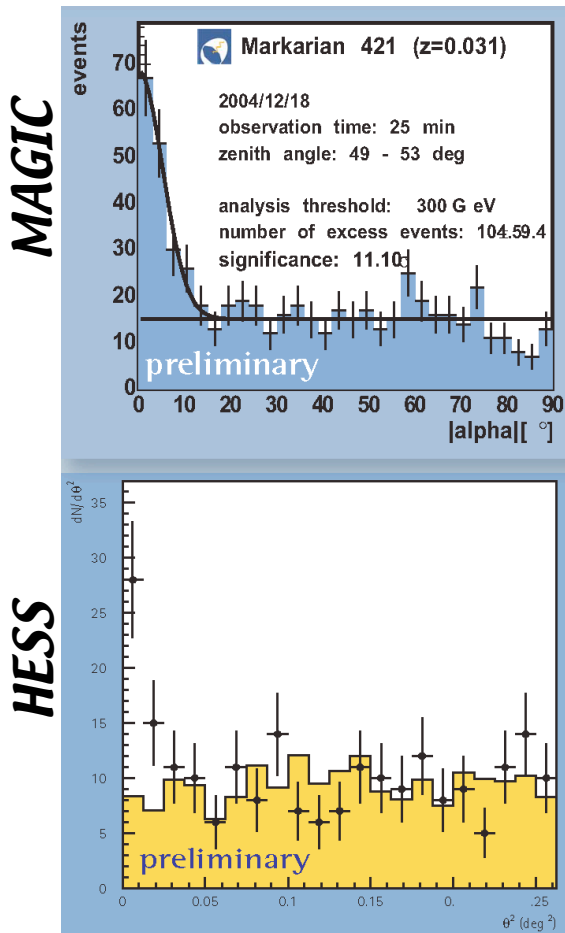 MAGIC
events
Markarian 421 (z=0.031)
2004/12/18
observation time: 25 min
zenith angle: 49 - 53 deg
analysis threshold: 300 G eV
number of excess events: 104.59.4
significance: 11.10σ
70
60
50
40
30
20
10
0
preliminary
0 10 20 30 40 50 60 70 80 90
|alpha|[ °]
HESS
dN/dθ²
35
30
25
20
15
10
5
0
preliminary
0 0.05 0.1 0.15 0. .25
θ² (deg²)